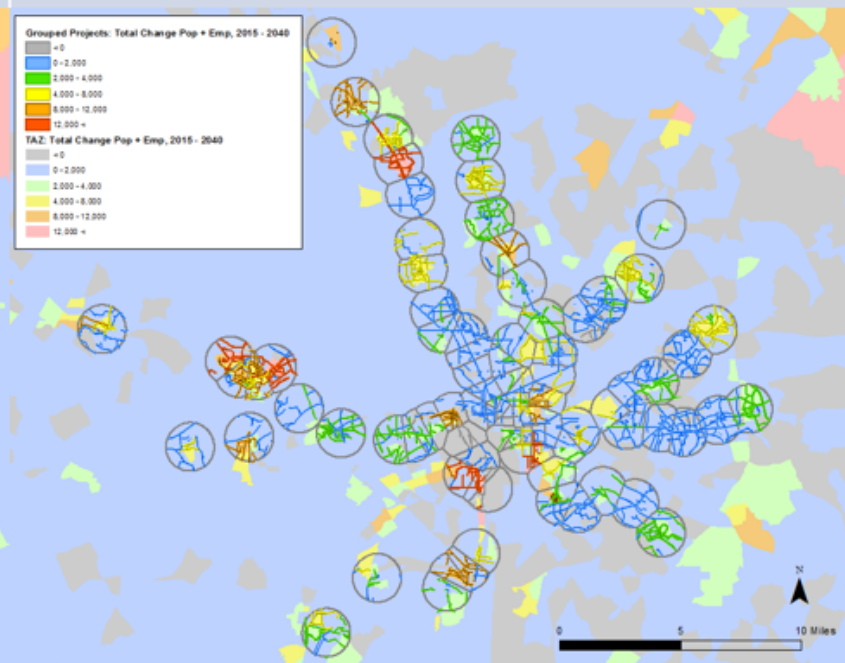 Grouped Projects: Total Change Pop + Emp, 2015 - 2040
< 0
0 - 2,000
2,000 - 4,000
4,000 - 8,000
8,000 - 12,000
12,000 <
TAZ: Total Change Pop + Emp, 2015 - 2040
< 0
0 - 2,000
2,000 - 4,000
4,000 - 8,000
8,000 - 12,000
12,000 <
N
0 5 10 Miles